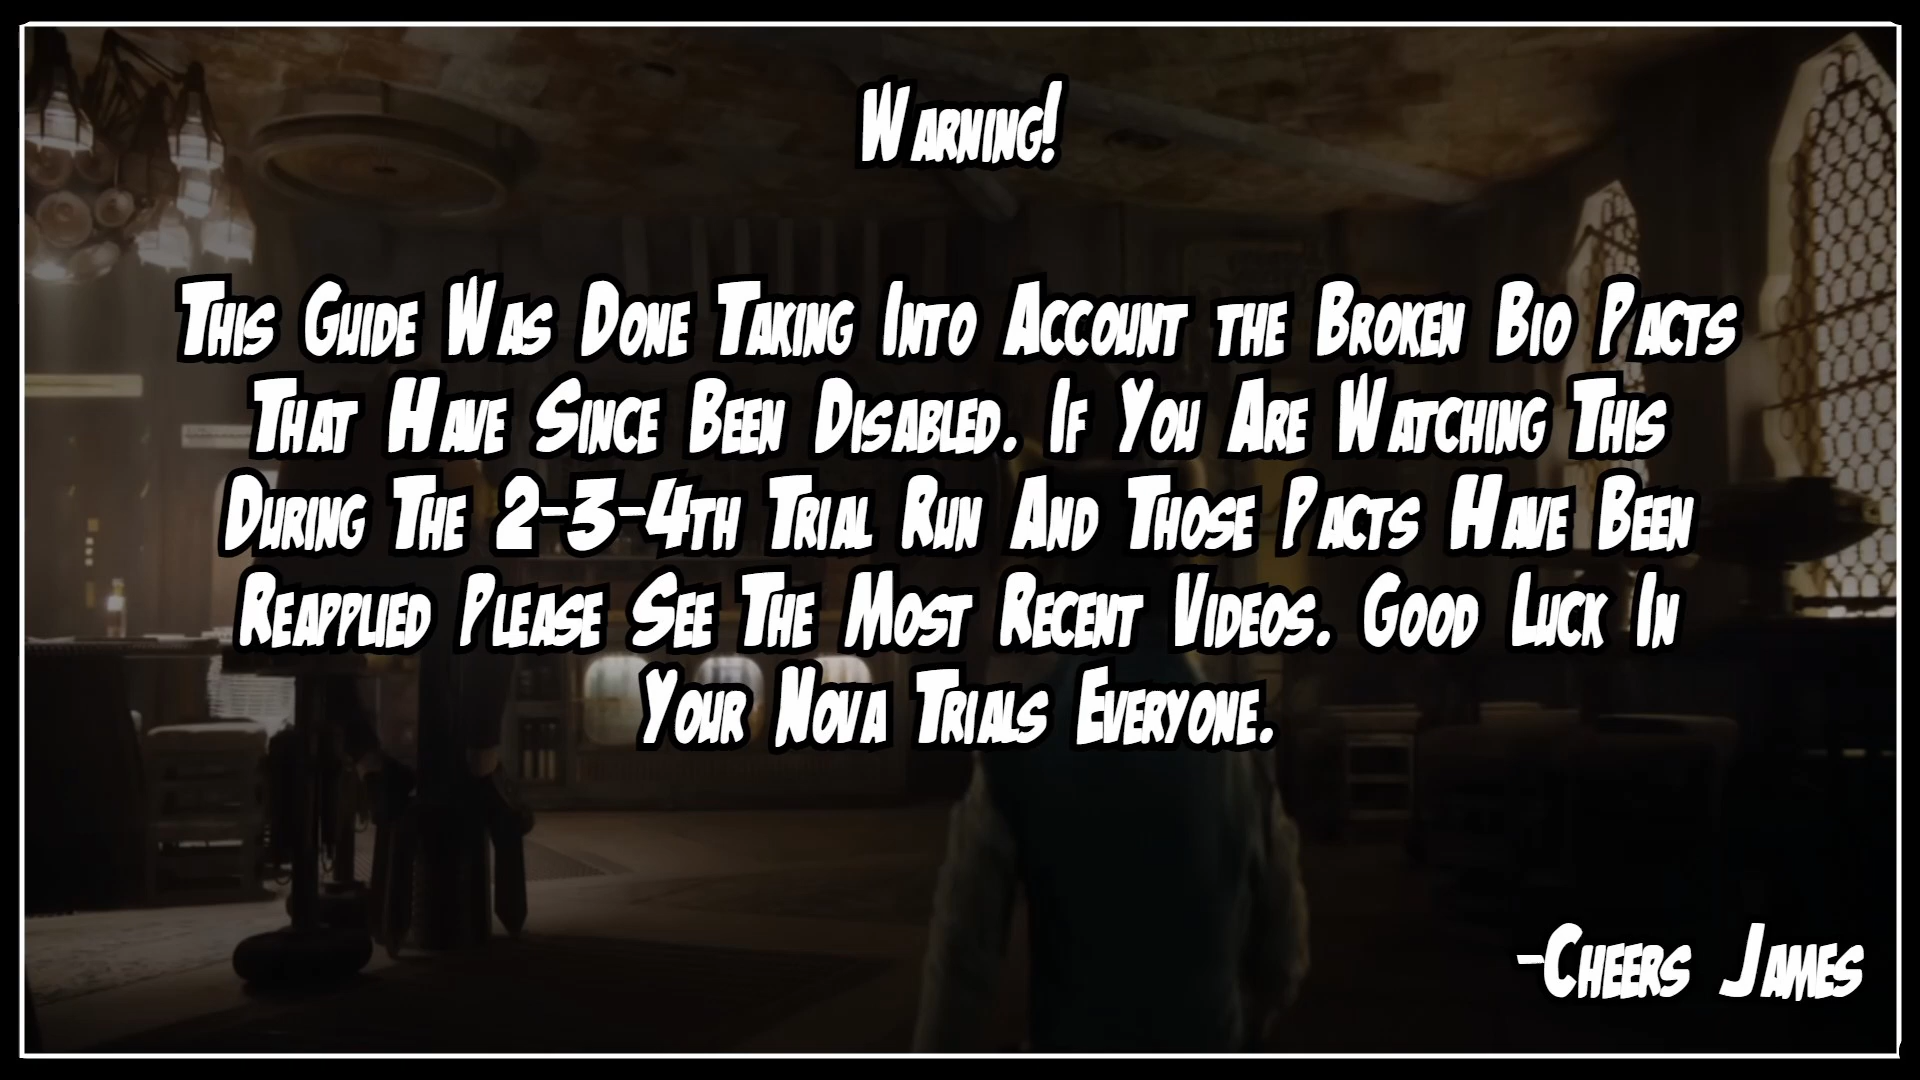 Warning!
This Guide Was Done Taking Into Account the Broken Bio Pacts
That Have Since Been Disabled. If You Are Watching This
During The 2-3-4th Trial Run And Those Pacts Have Been
Reapplied Please See The Most Recent Videos. Good Luck In
Your Nova Trials Everyone.
-Cheers James